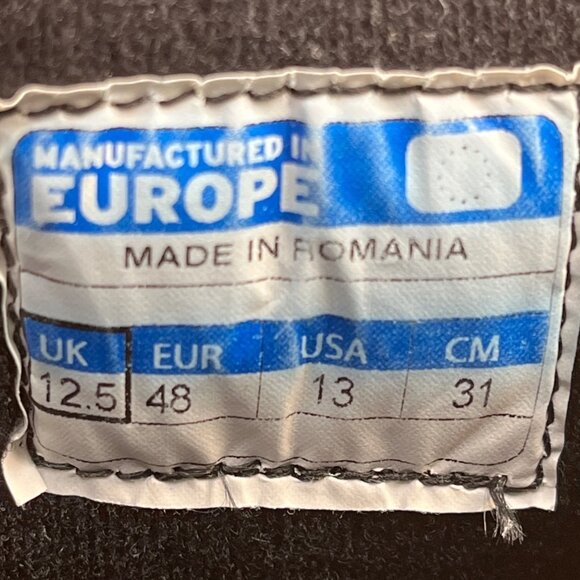 MANUFACTURED IN
EUROPE
MADE IN ROMANIA
UK EUR USA CM
12.5 48 13 31